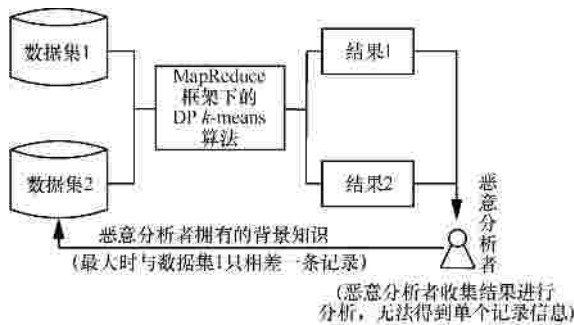 数据集1
MapReduce
框架下的
DP k-means
算法
结果1
数据集2
结果2
恶意分析者
恶意分析者拥有的背景知识
(最大时与数据集1只相差一条记录)
(恶意分析者收集结果进行
分析，无法得到单个记录信息)